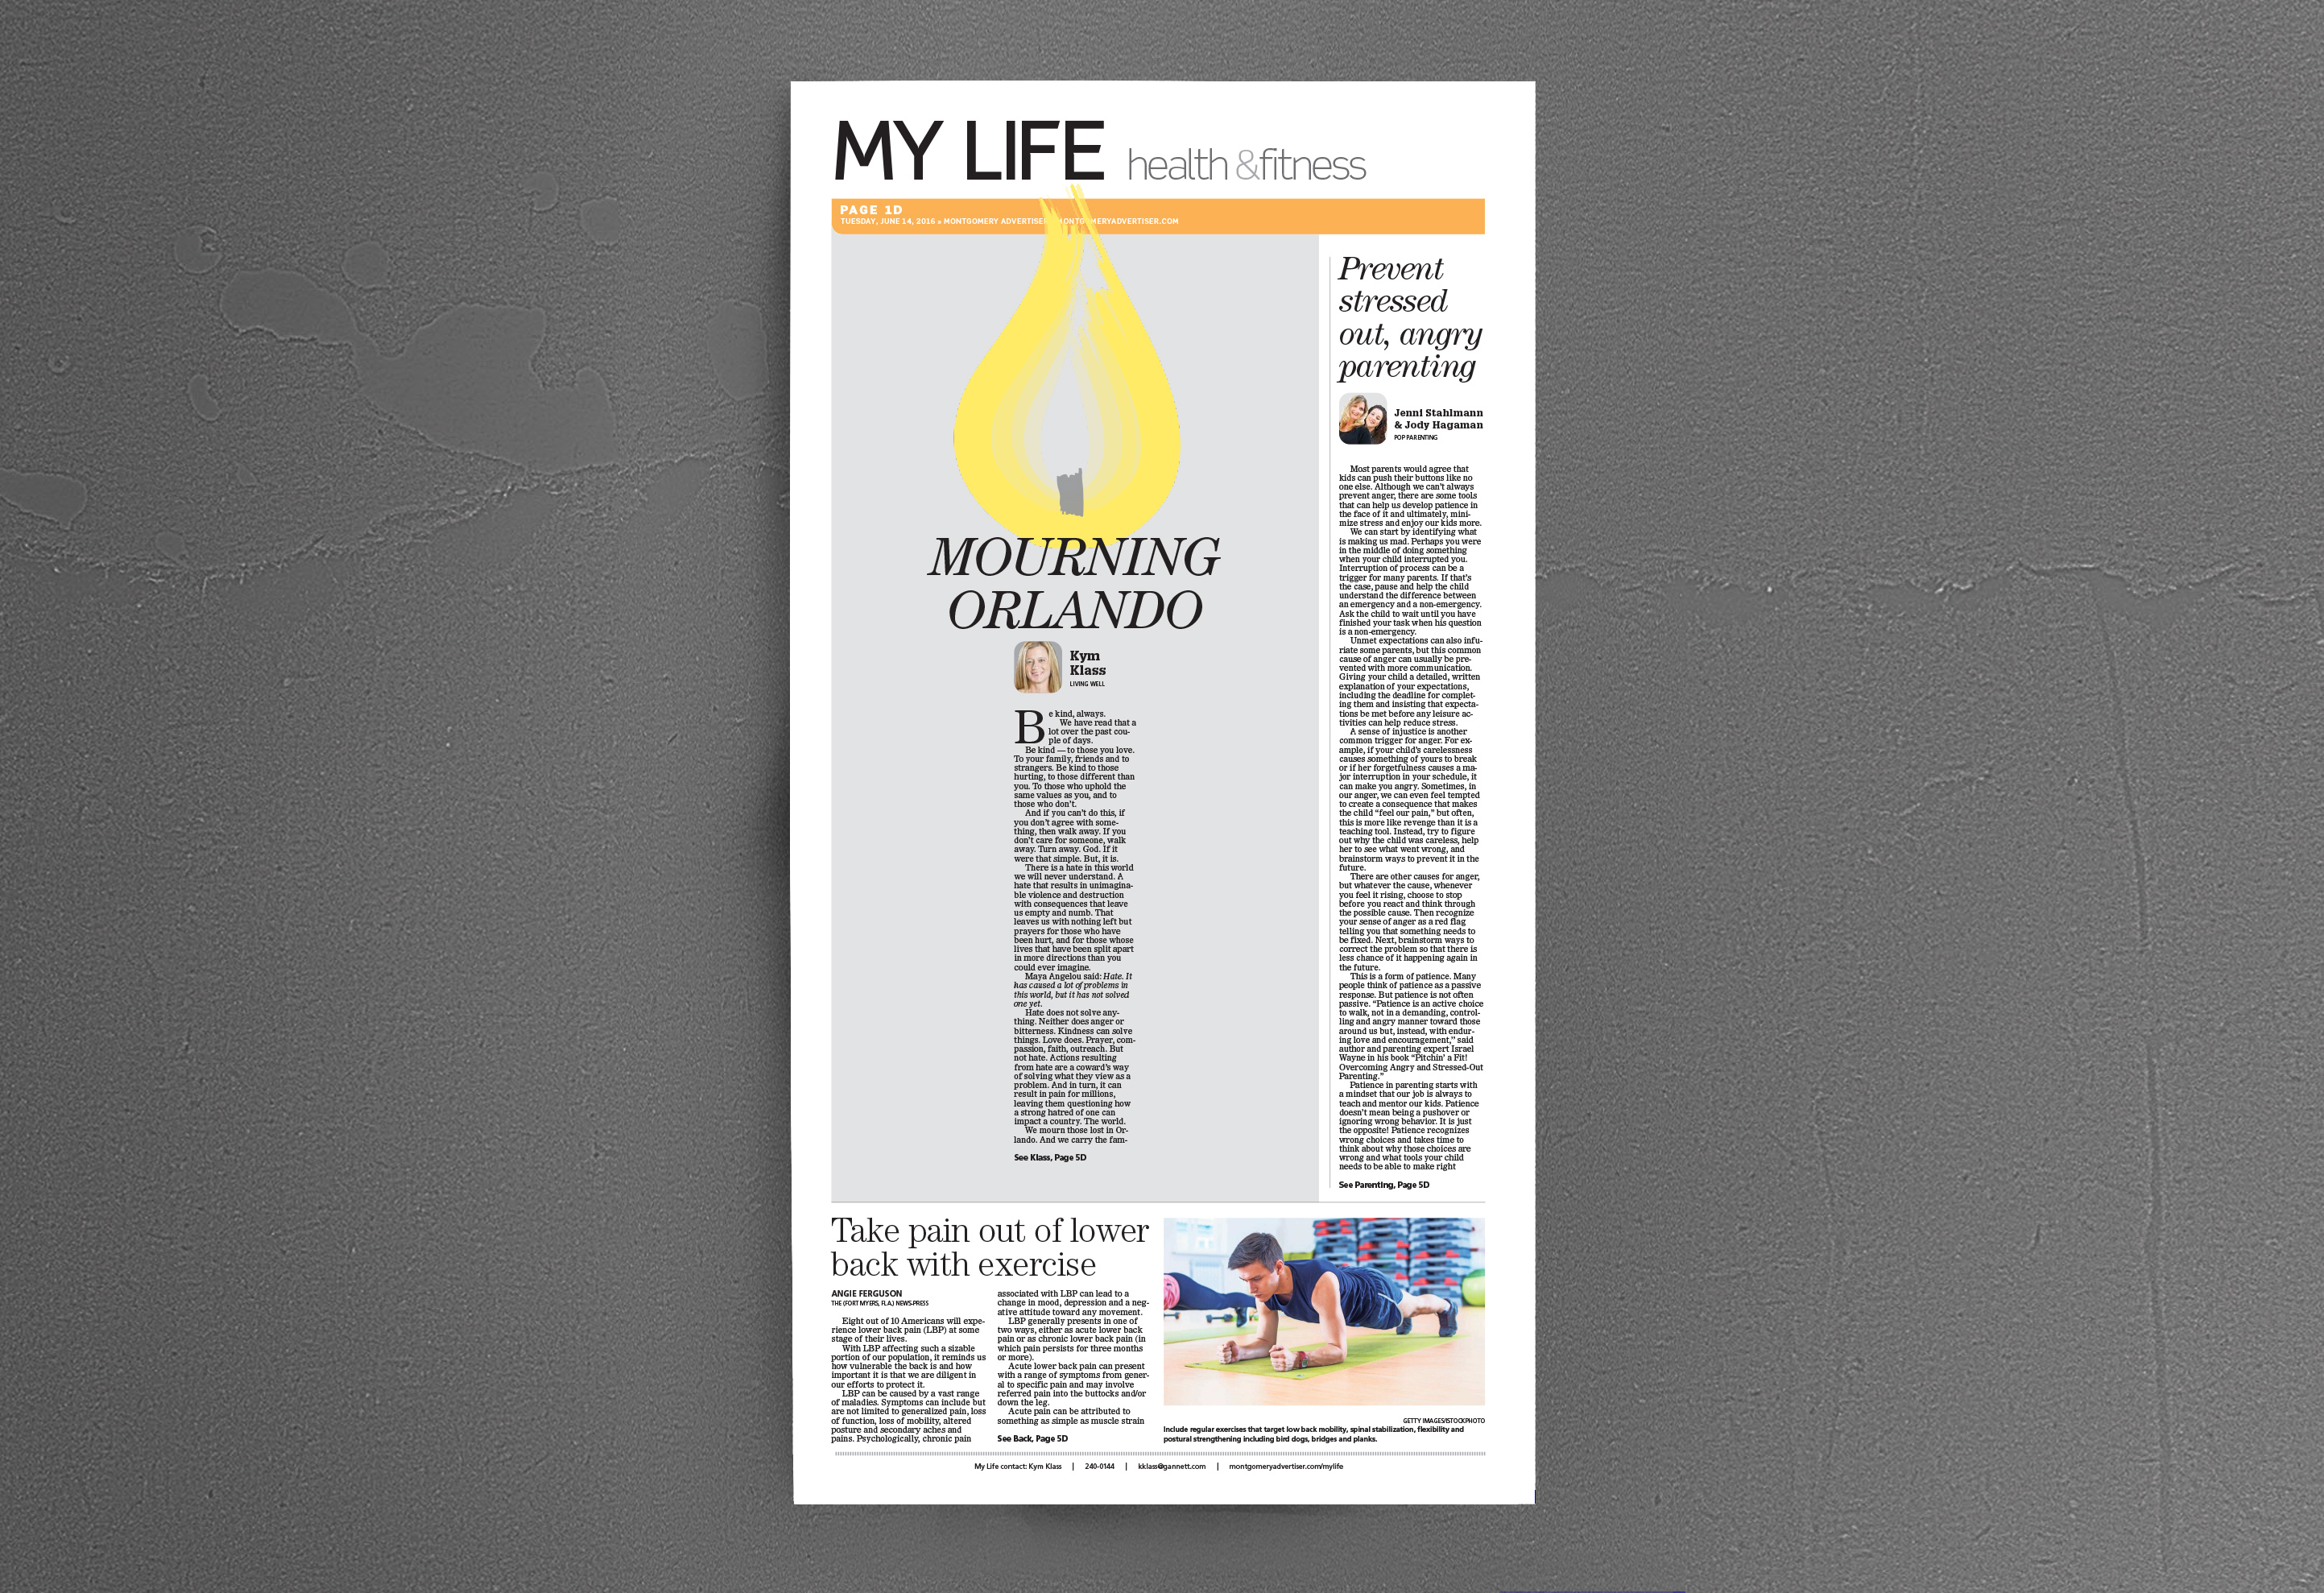 MY LIFE health &fitness
PAGE 1D
TUESDAY, JUNE 14, 2016 » MONTGOMERY ADVERTISER MONTGOMERYADVERTISER.COM
MOURNING
ORLANDO
Kym
Klass
LIVING WELL
Be kind, always.
We have read that a
lot over the past cou-
ple of days.
Be kind — to those you love.
To your family, friends and to
strangers. Be kind to those
hurting, to those different than
you. To those who uphold the
same values as you, and to
those who don't.
And if you can't do this, if
you don't agree with some-
thing, then walk away. If you
don't care for someone, walk
away. Turn away. God. If it
were that simple. But, it is.
There is a hate in this world
we will never understand. A
hate that results in unimagina-
ble violence and destruction
with consequences that leave
us empty and numb. That
leaves us with nothing left but
prayers for those who have
been hurt, and for those whose
lives that have been split apart
in more directions than you
could ever imagine.
Maya Angelou said: Hate. It
has caused a lot of problems in
this world, but it has not solved
one yet.
Hate does not solve any-
thing. Neither does anger or
bitterness. Kindness can solve
things. Love does. Prayer, com-
passion, faith, outreach. But
not hate. Actions resulting
from hate are a coward's way
of solving what they view as a
problem. And in turn, it can
result in pain for millions,
leaving them questioning how
a strong hatred of one can
impact a country. The world.
We mourn those lost in Or-
lando. And we carry the fam-
See Klass, Page 5D
Prevent
stressed
out, angry
parenting
Jenni Stahlmann
& Jody Hagaman
POP PARENTING
Most parents would agree that
kids can push their buttons like no
one else. Although we can't always
prevent anger, there are some tools
that can help us develop patience in
the face of it and ultimately, mini-
mize stress and enjoy our kids more.
We can start by identifying what
is making us mad. Perhaps you were
in the middle of doing something
when your child interrupted you.
Interruption of process can be a
trigger for many parents. If that's
the case, pause and help the child
understand the difference between
an emergency and a non-emergency.
Ask the child to wait until you have
finished your task when his question
is a non-emergency.
Unmet expectations can also infu-
riate some parents, but this common
cause of anger can usually be pre-
vented with more communication.
Giving your child a detailed, written
explanation of your expectations,
including the deadline for complet-
ing them and insisting that expecta-
tions be met before any leisure ac-
tivities can help reduce stress.
A sense of injustice is another
common trigger for anger. For ex-
ample, if your child's carelessness
causes something of yours to break
or if her forgetfulness causes a ma-
jor interruption in your schedule, it
can make you angry. Sometimes, in
our anger, we can even feel tempted
to create a consequence that makes
the child "feel our pain," but often,
this is more like revenge than it is a
teaching tool. Instead, try to figure
out why the child was careless, help
her to see what went wrong, and
brainstorm ways to prevent it in the
future.
There are other causes for anger,
but whatever the cause, whenever
you feel it rising, choose to stop
before you react and think through
the possible cause. Then recognize
your sense of anger as a red flag
telling you that something needs to
be fixed. Next, brainstorm ways to
correct the problem so that there is
less chance of it happening again in
the future.
This is a form of patience. Many
people think of patience as a passive
response. But patience is not often
passive. "Patience is an active choice
to walk, not in a demanding, control-
ling and angry manner toward those
around us but, instead, with endur-
ing love and encouragement," said
author and parenting expert Israel
Wayne in his book "Pitchin' a Fit!
Overcoming Angry and Stressed-Out
Parenting."
Patience in parenting starts with
a mindset that our job is always to
teach and mentor our kids. Patience
doesn't mean being a pushover or
ignoring wrong behavior. It is just
the opposite! Patience recognizes
wrong choices and takes time to
think about why those choices are
wrong and what tools your child
needs to be able to make right
See Parenting, Page 5D
Take pain out of lower
back with exercise
ANGIE FERGUSON
THE (FORT MYERS, FLA.) NEWS-PRESS
Eight out of 10 Americans will expe-
rience lower back pain (LBP) at some
stage of their lives.
With LBP affecting such a sizable
portion of our population, it reminds us
how vulnerable the back is and how
important it is that we are diligent in
our efforts to protect it.
LBP can be caused by a vast range
of maladies. Symptoms can include but
are not limited to generalized pain, loss
of function, loss of mobility, altered
posture and secondary aches and
pains. Psychologically, chronic pain
associated with LBP can lead to a
change in mood, depression and a neg-
ative attitude toward any movement.
LBP generally presents in one of
two ways, either as acute lower back
pain or as chronic lower back pain (in
which pain persists for three months
or more).
Acute lower back pain can present
with a range of symptoms from gener-
al to specific pain and may involve
referred pain into the buttocks and/or
down the leg.
Acute pain can be attributed to
something as simple as muscle strain
See Back, Page 5D
GETTY IMAGES/ISTOCKPHOTO
Include regular exercises that target low back mobility, spinal stabilization, flexibility and
postural strengthening including bird dogs, bridges and planks.
My Life contact: Kym Klass | 240-0144 | kklass@gannett.com | montgomeryadvertiser.com/mylife